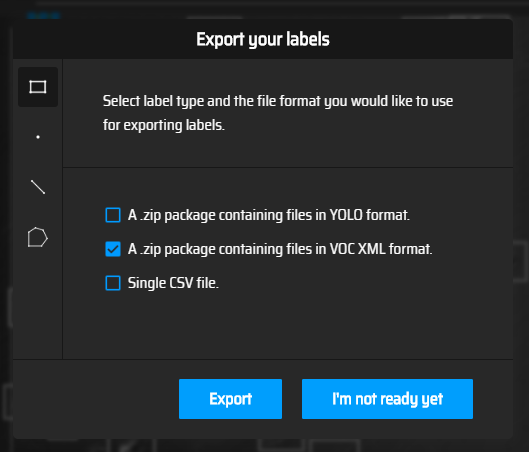 Export your labels
Select label type and the file format you would like to use
for exporting labels.
A .zip package containing files in YOLO format.
A .zip package containing files in VOC XML format.
Single CSV file.
Export
I'm not ready yet